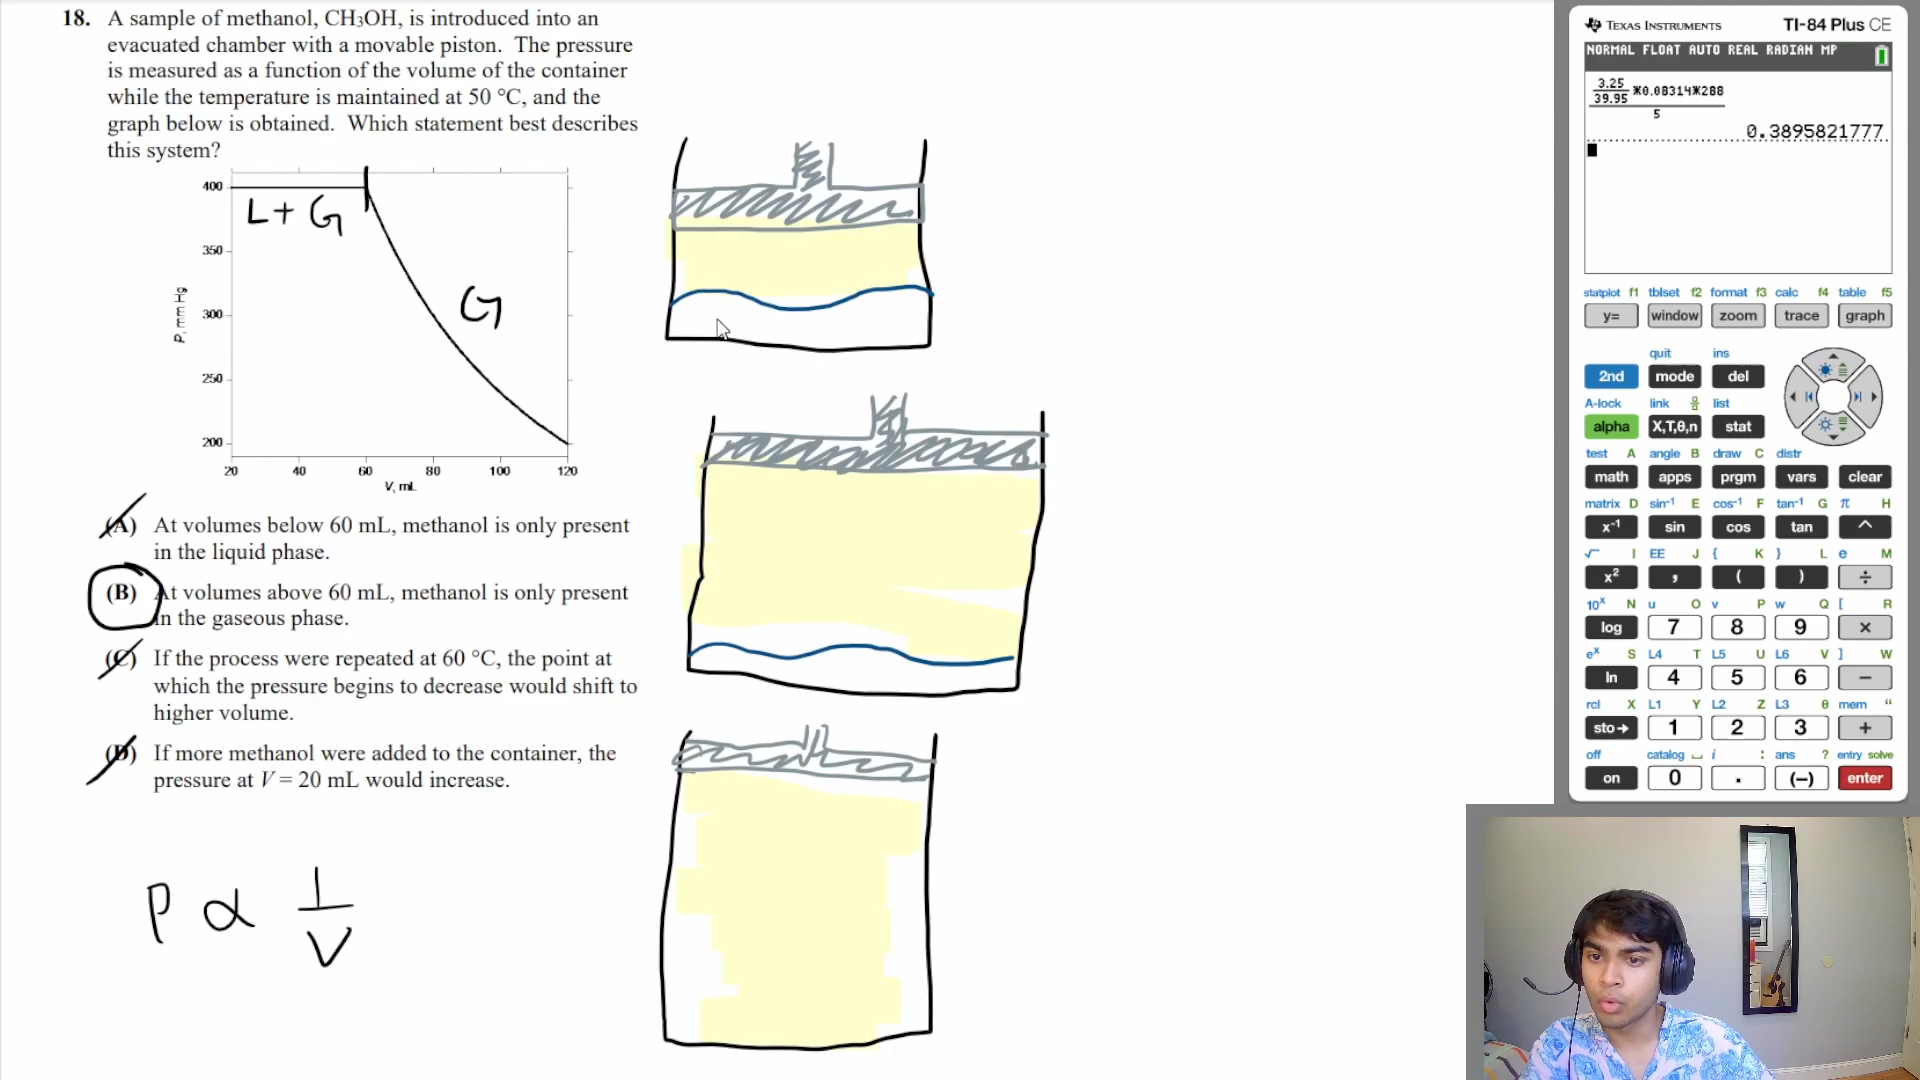 18. A sample of methanol, CH3OH, is introduced into an
evacuated chamber with a movable piston. The pressure
is measured as a function of the volume of the container
while the temperature is maintained at 50 °C, and the
graph below is obtained. Which statement best describes
this system?
400
350
300
250
200
P, mm Hg
L + G
G
20 40 60 80 100 120
V, mL
(A) At volumes below 60 mL, methanol is only present
in the liquid phase.
(B) At volumes above 60 mL, methanol is only present
in the gaseous phase.
(C) If the process were repeated at 60 °C, the point at
which the pressure begins to decrease would shift to
higher volume.
(D) If more methanol were added to the container, the
pressure at V = 20 mL would increase.
P ∝ 1/V
TEXAS INSTRUMENTS TI-84 Plus CE
NORMAL FLOAT AUTO REAL RADIAN MP
3.25
39.95 *0.08314*288
5
0.3895821777
statplot f1 tblset f2 format f3 calc f4 table f5
y= window zoom trace graph
quit ins
2nd mode del
A-lock link θ list
alpha X,T,θ,n stat
test A angle B draw C distr
math apps prgm vars clear
matrix D sin⁻¹ E cos⁻¹ F tan⁻¹ G π H
x⁻¹ sin cos tan ^
√ I EE J { K } L e M
x² , ( ) ÷
10ˣ N u O v P w Q [ R
log 7 8 9 ×
eˣ S L4 T L5 U L6 V ] W
ln 4 5 6 −
rcl X L1 Y L2 Z L3 θ mem "
sto→ 1 2 3 +
off catalog ⎵ i : ans ? entry solve
on 0 . (−) enter